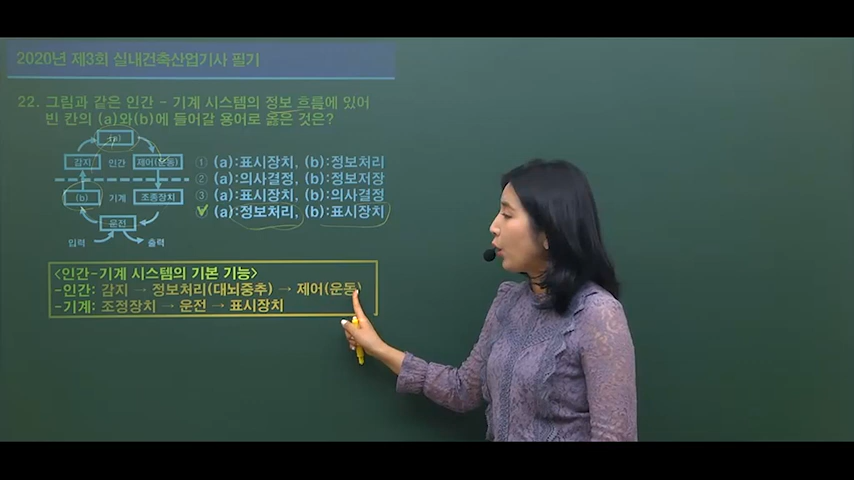 2020년 제3회 실내건축산업기사 필기
22. 그림과 같은 인간 - 기계 시스템의 정보 흐름에 있어
빈 칸의 (a)와(b)에 들어갈 용어로 옳은 것은?
(a)
감지 인간 제어(운동)
(b) 기계 조종장치
운전
입력 출력
① (a):표시장치, (b):정보처리
② (a):의사결정, (b):정보저장
③ (a):표시장치, (b):의사결정
(a):정보처리, (b):표시장치
<인간-기계 시스템의 기본 기능>
-인간: 감지 → 정보처리(대뇌중추) → 제어(운동)
-기계: 조정장치 → 운전 → 표시장치